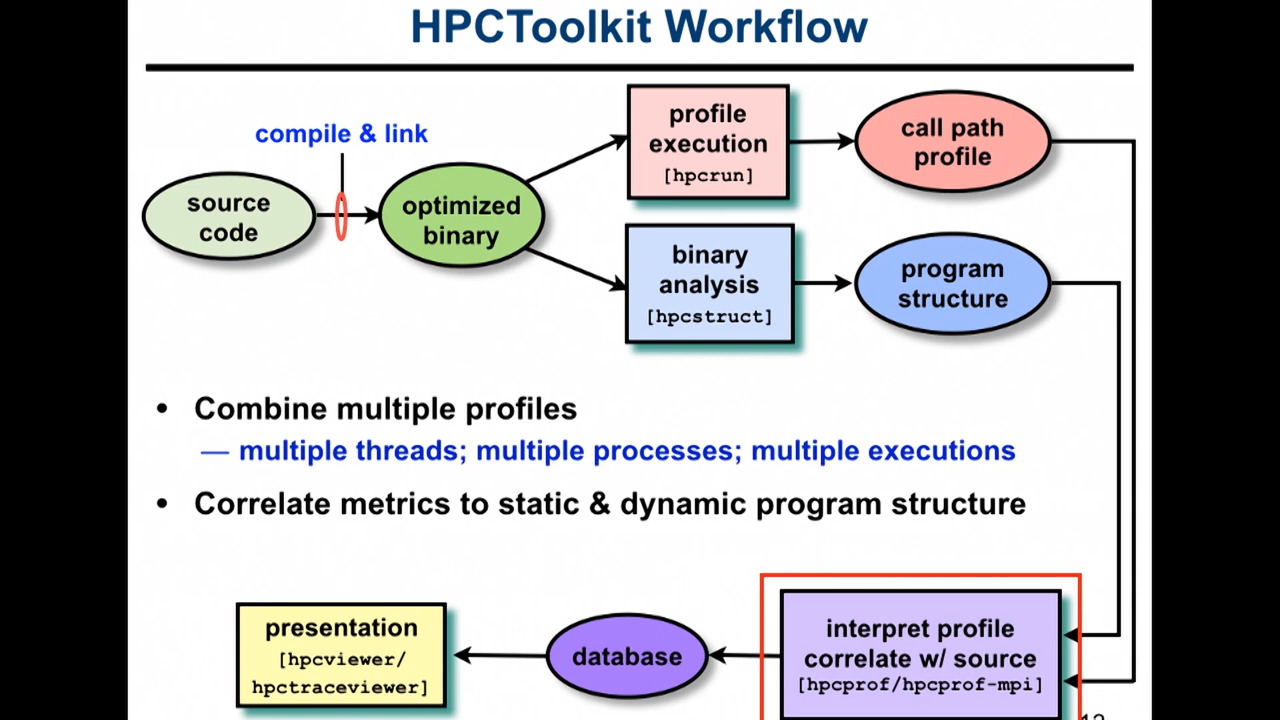 HPCToolkit Workflow
compile & link
source
code
optimized
binary
profile
execution
[hpcrun]
call path
profile
binary
analysis
[hpcstruct]
program
structure
• Combine multiple profiles
— multiple threads; multiple processes; multiple executions
• Correlate metrics to static & dynamic program structure
presentation
[hpcviewer/
hpctraceviewer]
database
interpret profile
correlate w/ source
[hpcprof/hpcprof-mpi]